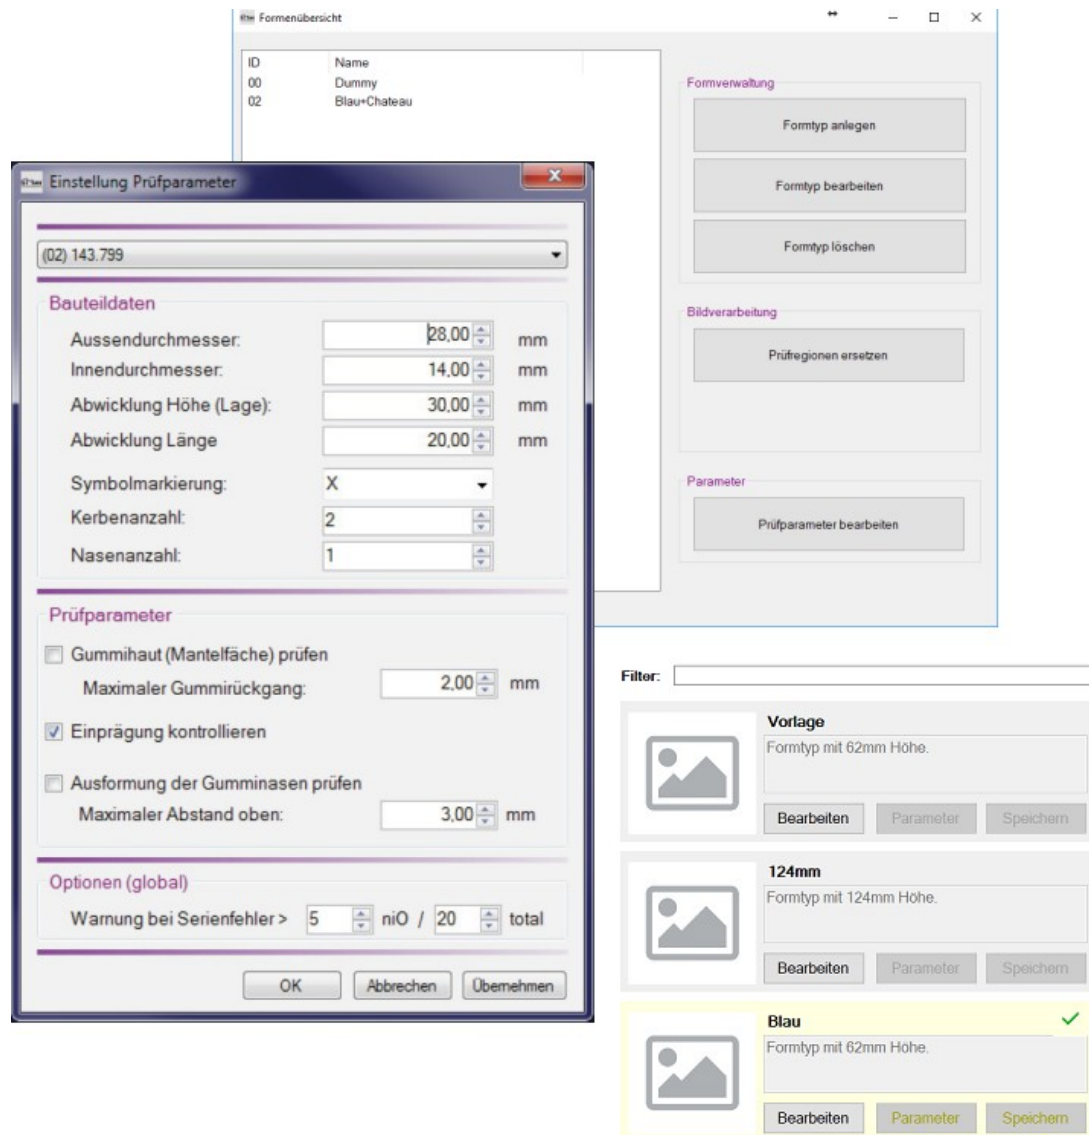 Formenübersicht
ID Name
00 Dummy
02 Blau+Chateau
Formverwaltung
Formtyp anlegen
Formtyp bearbeiten
Formtyp löschen
Bildverarbeitung
Prüfregionen ersetzen
Parameter
Prüfparameter bearbeiten
Einstellung Prüfparameter
(02) 143.799
Bauteildaten
Aussendurchmesser: 28,00 mm
Innendurchmesser: 14,00 mm
Abwicklung Höhe (Lage): 30,00 mm
Abwicklung Länge 20,00 mm
Symbolmarkierung: X
Kerbenanzahl: 2
Nasenanzahl: 1
Prüfparameter
Gummihaut (Mantelfäche) prüfen
Maximaler Gummirückgang: 2,00 mm
Einprägung kontrollieren
Ausformung der Gumminasen prüfen
Maximaler Abstand oben: 3,00 mm
Optionen (global)
Warnung bei Serienfehler > 5 niO / 20 total
OK Abbrechen Übernehmen
Filter:
Vorlage
Formtyp mit 62mm Höhe.
Bearbeiten Parameter Speichern
124mm
Formtyp mit 124mm Höhe.
Bearbeiten Parameter Speichern
Blau
Formtyp mit 62mm Höhe.
Bearbeiten Parameter Speichern